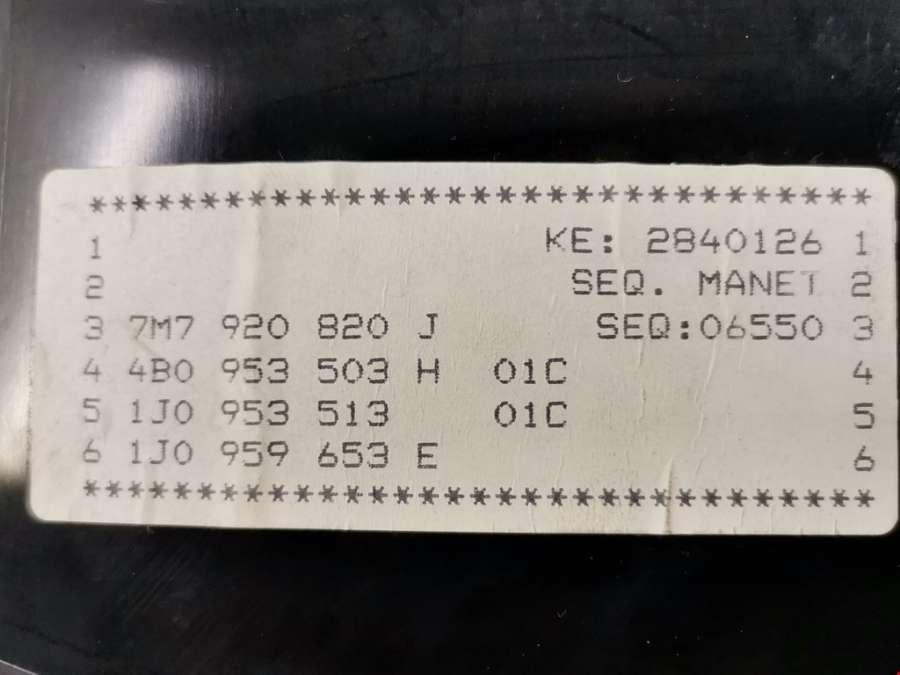 ***********************************
1 KE: 2840126 1
2 SEQ. MANET 2
3 7M7 920 820 J SEQ:06550 3
4 4B0 953 503 H 01C 4
5 1J0 953 513 01C 5
6 1J0 959 653 E 6
***********************************